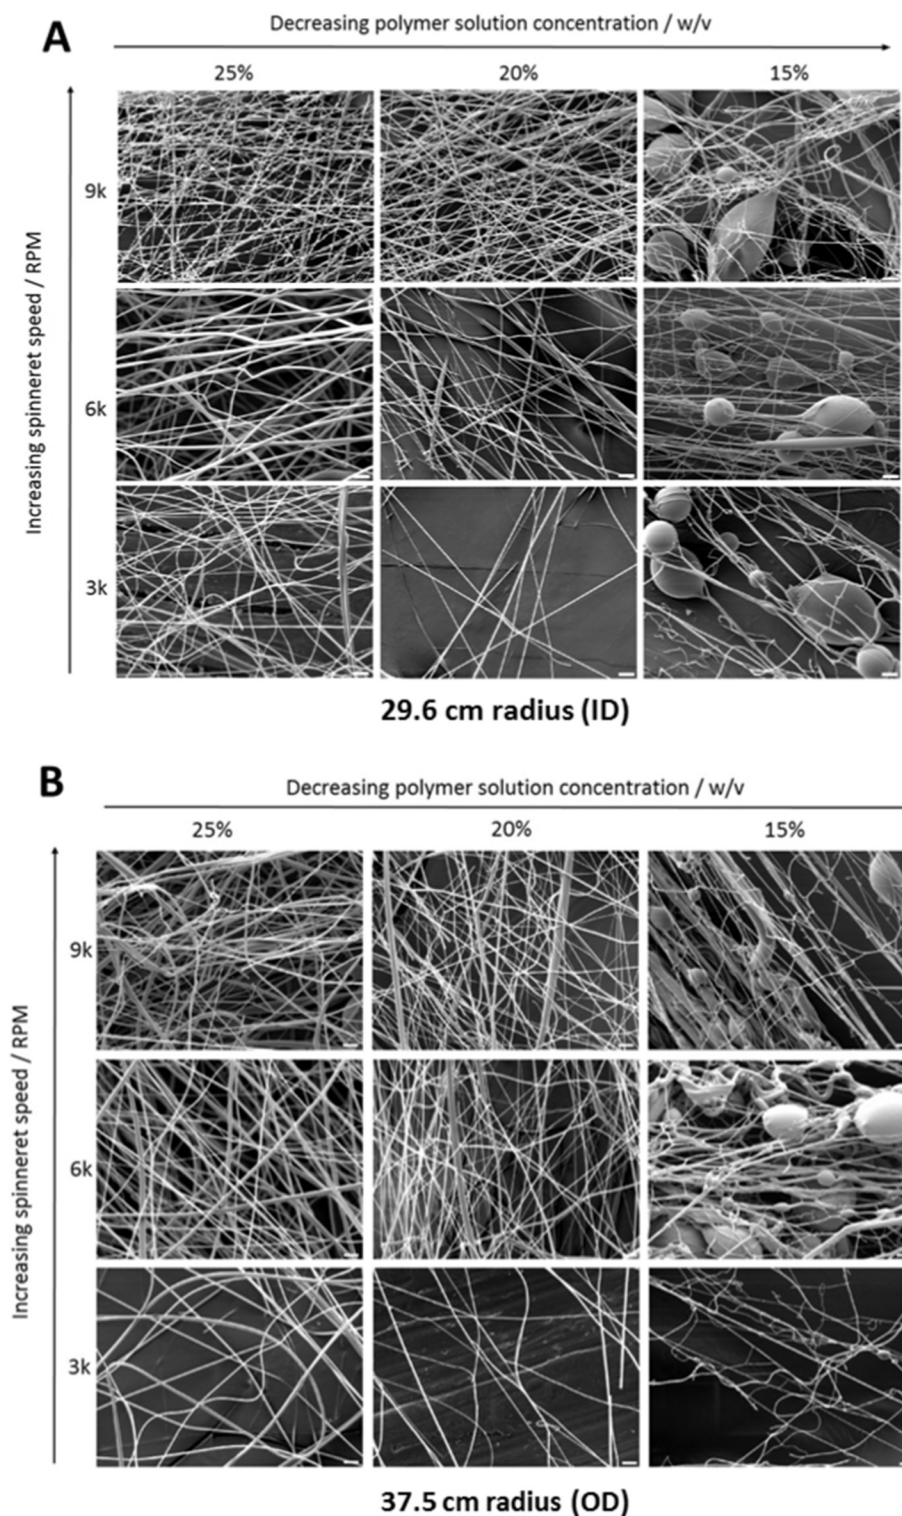 A
Decreasing polymer solution concentration / w/v
25% 20% 15%
Increasing spinneret speed / RPM
9k
6k
3k
29.6 cm radius (ID)
B
Decreasing polymer solution concentration / w/v
25% 20% 15%
Increasing spinneret speed / RPM
9k
6k
3k
37.5 cm radius (OD)